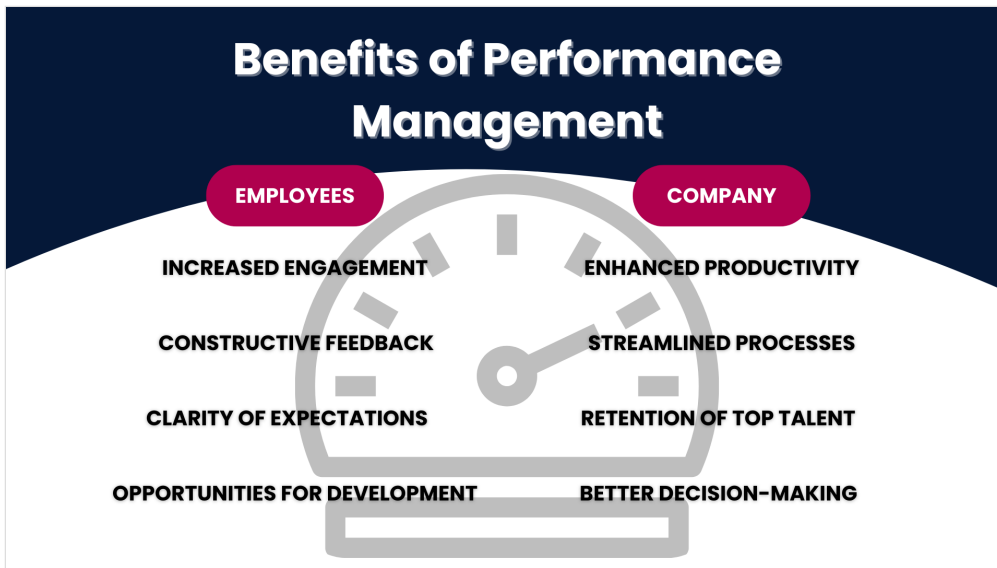 Benefits of Performance
Management
EMPLOYEES
COMPANY
INCREASED ENGAGEMENT
ENHANCED PRODUCTIVITY
CONSTRUCTIVE FEEDBACK
STREAMLINED PROCESSES
CLARITY OF EXPECTATIONS
RETENTION OF TOP TALENT
OPPORTUNITIES FOR DEVELOPMENT
BETTER DECISION-MAKING